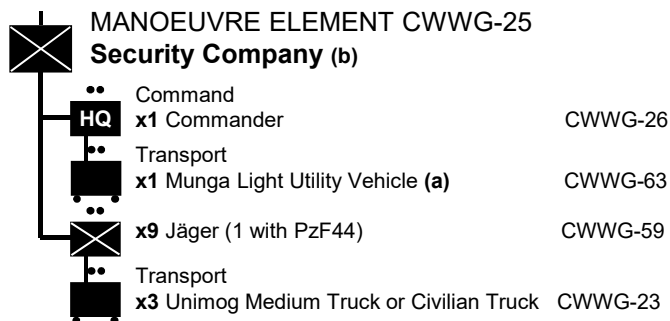 MANOEUVRE ELEMENT CWWG-25
Security Company (b)
Command
HQ x1 Commander CWWG-26
Transport
x1 Munga Light Utility Vehicle (a) CWWG-63
x9 Jäger (1 with PzF44) CWWG-59
Transport
x3 Unimog Medium Truck or Civilian Truck CWWG-23